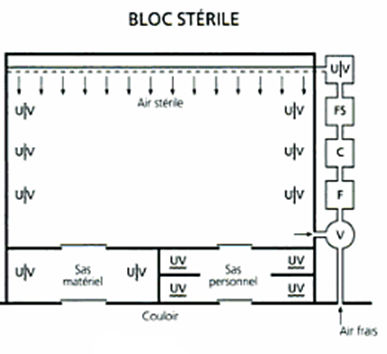 BLOC STÉRILE
U|V
Air stérile
U|V U|V FS
U|V U|V C
U|V U|V F
V
U|V Sas matériel U|V
UV Sas personnel UV
UV UV
Couloir
Air frais